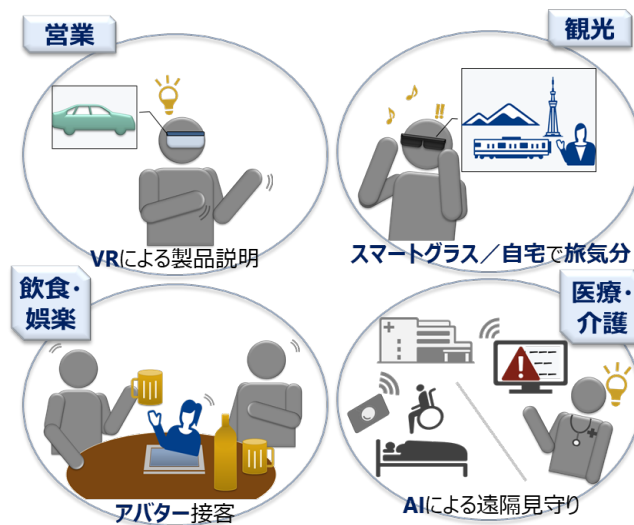 営業
VRによる製品説明
観光
!!
スマートグラス／自宅で旅気分
飲食・
娯楽
アバター接客
医療・
介護
AIによる遠隔見守り